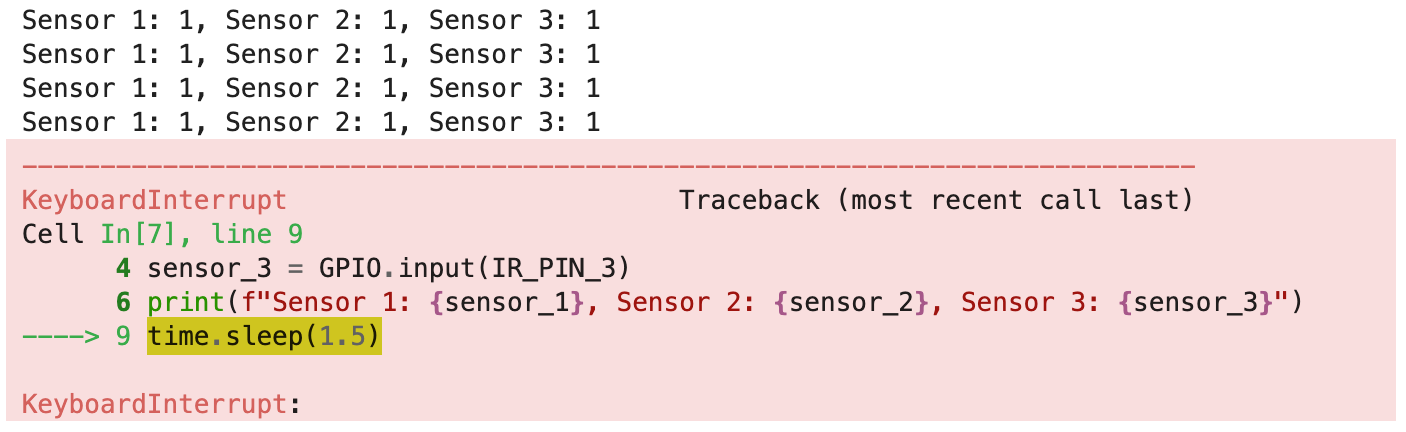 Sensor 1: 1, Sensor 2: 1, Sensor 3: 1
Sensor 1: 1, Sensor 2: 1, Sensor 3: 1
Sensor 1: 1, Sensor 2: 1, Sensor 3: 1
Sensor 1: 1, Sensor 2: 1, Sensor 3: 1
---------------------------------------------------------------------------
KeyboardInterrupt                         Traceback (most recent call last)
Cell In[7], line 9
      4 sensor_3 = GPIO.input(IR_PIN_3)
      6 print(f"Sensor 1: {sensor_1}, Sensor 2: {sensor_2}, Sensor 3: {sensor_3}")
----> 9 time.sleep(1.5)
KeyboardInterrupt: